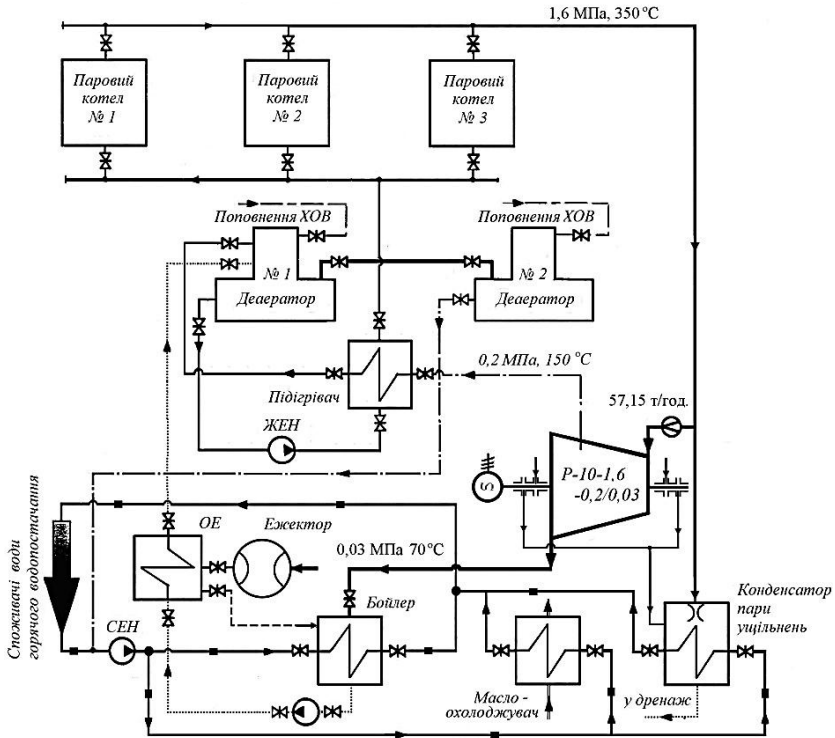 1,6 МПа, 350 °С
Паровий
котел
№ 1
Паровий
котел
№ 2
Паровий
котел
№ 3
Поповнення ХОВ
Поповнення ХОВ
№ 1
Деаератор
№ 2
Деаератор
0,2 МПа, 150 °С
Підігрівач
57,15 т/год.
ЖЕН
Р-10-1,6
-0,2/0,03
S
ОЕ
Ежектор
0,03 МПа 70°С
Споживачі води
горячого водопостачання
Бойлер
Конденсатор
пари
ущільнень
СЕН
Масло -
охолоджувач
у дренаж